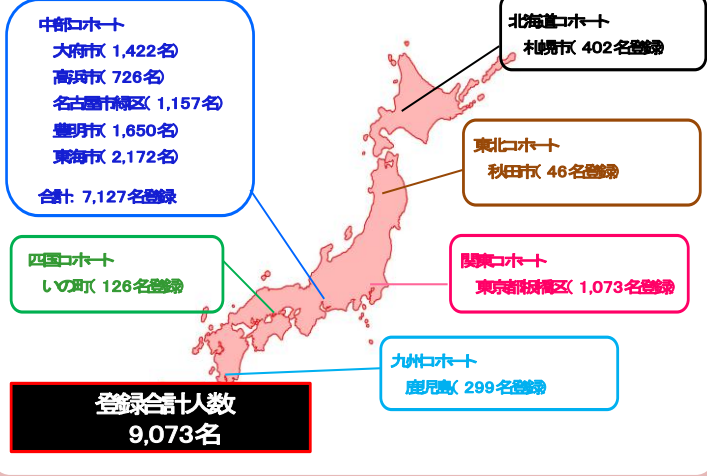 中部コホート
大府市( 1,422名)
高浜市( 726名)
名古屋市緑区( 1,157名)
豊明市( 1,650名)
東海市( 2,172名)
合計: 7,127名登録
北海道コホート
札幌市( 402名登録)
東北コホート
秋田市( 46名登録)
四国コホート
いの町( 126名登録)
関東コホート
東京都板橋区( 1,073名登録)
九州コホート
鹿児島( 299名登録)
登録合計人数
9,073名